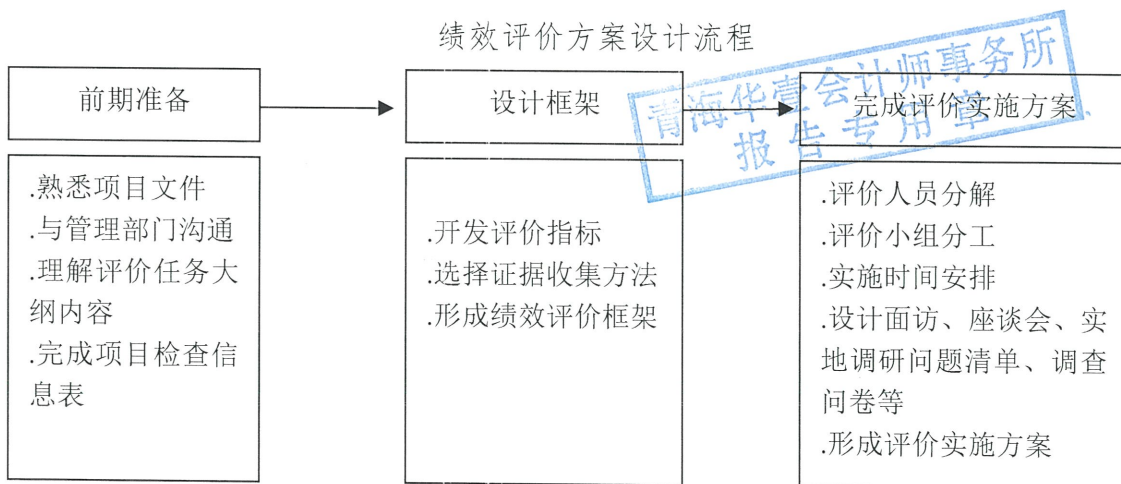 绩效评价方案设计流程
青海华壹会计师事务所
报告专用章
前期准备
设计框架
完成评价实施方案
.熟悉项目文件
.与管理部门沟通
.理解评价任务大
纲内容
.完成项目检查信
息表
.开发评价指标
.选择证据收集方法
.形成绩效评价框架
.评价人员分解
.评价小组分工
.实施时间安排
.设计面访、座谈会、实
地调研问题清单、调查
问卷等
.形成评价实施方案